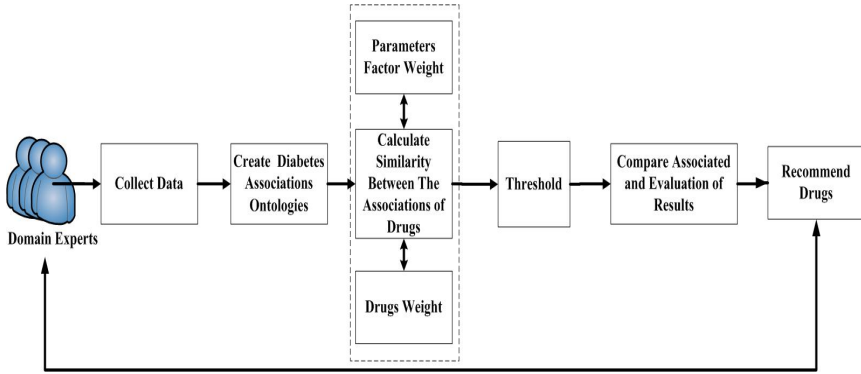 Parameters
Factor Weight
Domain Experts
Collect Data
Create Diabetes
Associations
Ontologies
Calculate
Similarity
Between The
Associations of
Drugs
Threshold
Compare Associated
and Evaluation of
Results
Recommend
Drugs
Drugs Weight